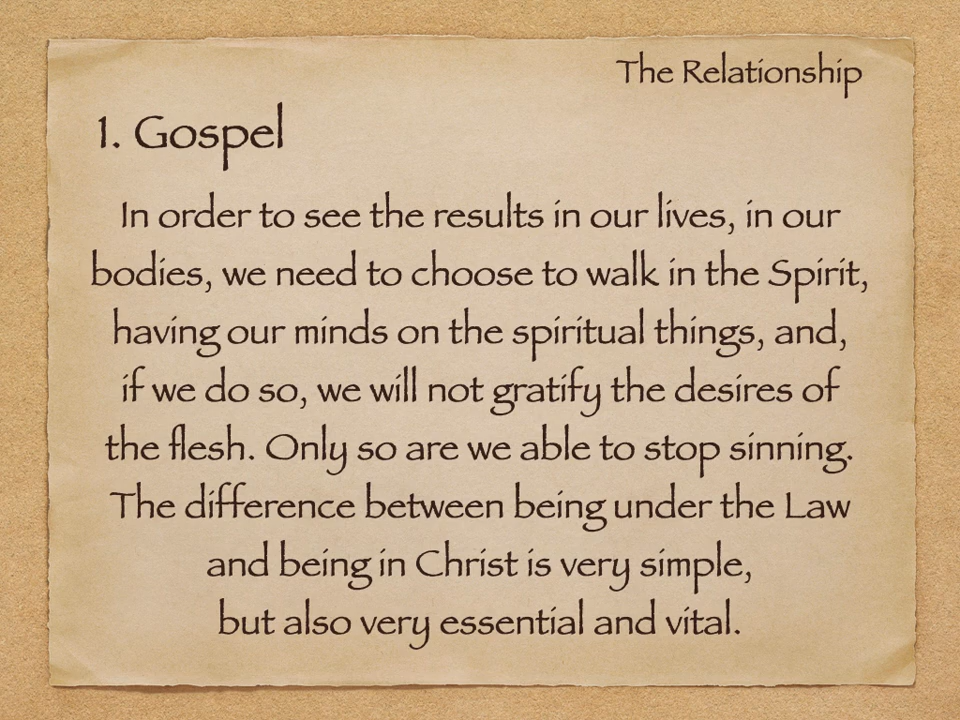 The Relationship
1. Gospel
In order to see the results in our lives, in our
bodies, we need to choose to walk in the Spirit,
having our minds on the spiritual things, and,
if we do so, we will not gratify the desires of
the flesh. Only so are we able to stop sinning.
The difference between being under the Law
and being in Christ is very simple,
but also very essential and vital.